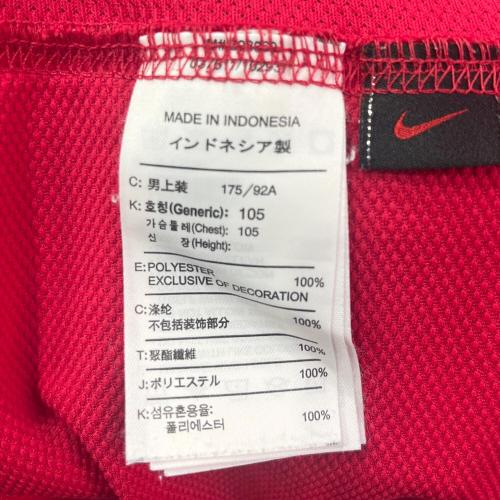 MADE IN INDONESIA
インドネシア製
C: 男上装 175/92A
K: 호칭(Generic): 105
가슴둘레(Chest): 105
신 장(Height):
E: POLYESTER 100%
EXCLUSIVE OF DECORATION
C: 涤纶
不包括装饰部分 100%
T: 聚酯纖維 100%
J: ポリエステル 100%
K: 섬유혼용율: 100%
폴리에스터